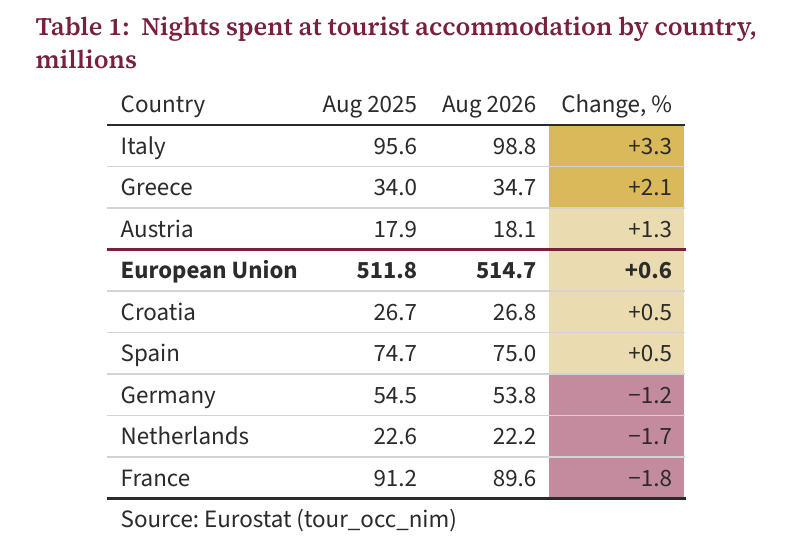 Table 1: Nights spent at tourist accommodation by country,
millions
Country Aug 2025 Aug 2026 Change, %
Italy 95.6 98.8 +3.3
Greece 34.0 34.7 +2.1
Austria 17.9 18.1 +1.3
European Union 511.8 514.7 +0.6
Croatia 26.7 26.8 +0.5
Spain 74.7 75.0 +0.5
Germany 54.5 53.8 −1.2
Netherlands 22.6 22.2 −1.7
France 91.2 89.6 −1.8
Source: Eurostat (tour_occ_nim)